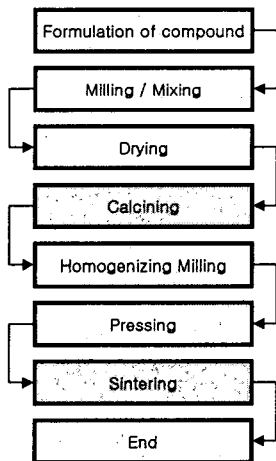 Formulation of compound
Milling / Mixing
Drying
Calcining
Homogenizing Milling
Pressing
Sintering
End